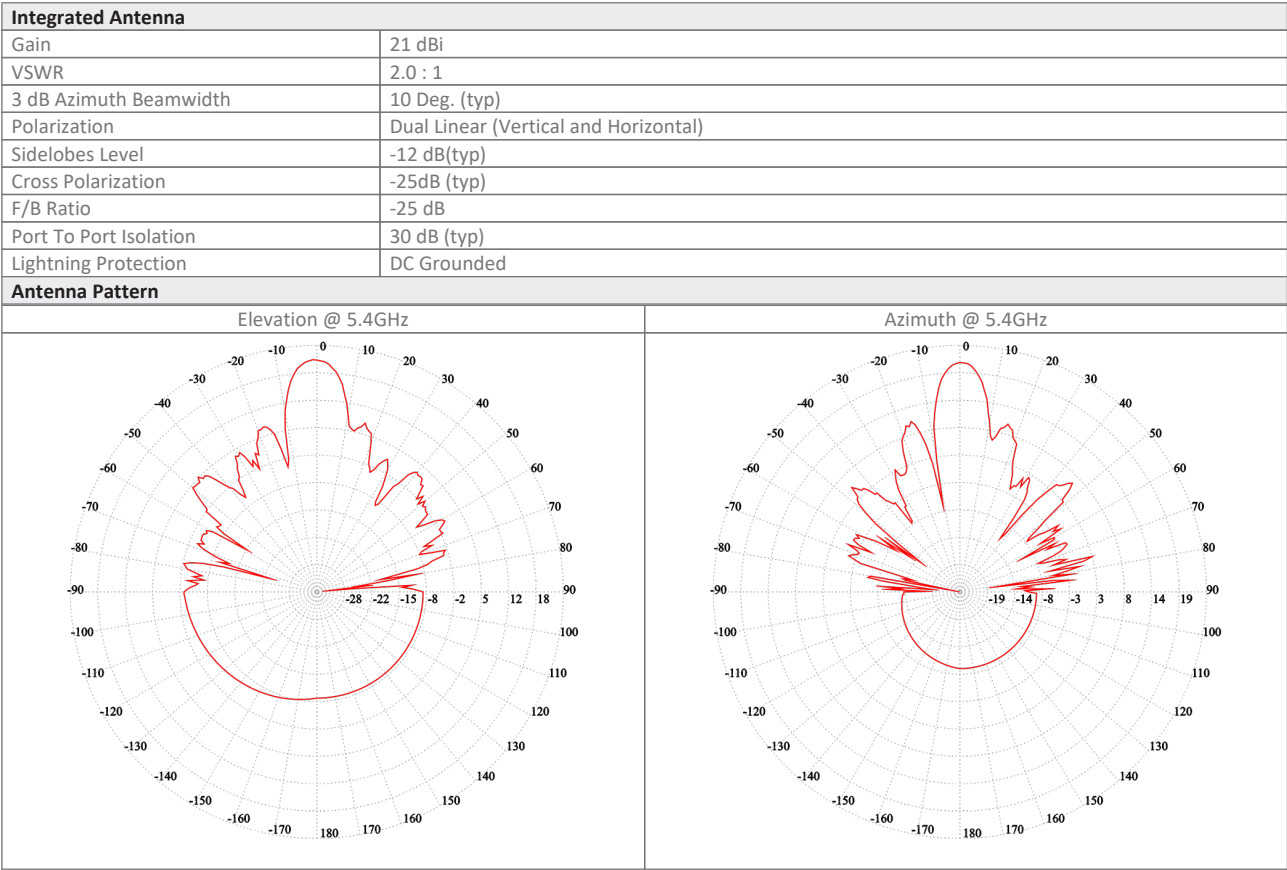 Integrated Antenna
Gain 21 dBi
VSWR 2.0 : 1
3 dB Azimuth Beamwidth 10 Deg. (typ)
Polarization Dual Linear (Vertical and Horizontal)
Sidelobes Level -12 dB(typ)
Cross Polarization -25dB (typ)
F/B Ratio -25 dB
Port To Port Isolation 30 dB (typ)
Lightning Protection DC Grounded
Antenna Pattern
Elevation @ 5.4GHz Azimuth @ 5.4GHz
0
-10 10
-20 20
-30 30
-40 40
-50 50
-60 60
-70 70
-80 80
-90 -28 -22 -15 -8 -2 5 12 18 90
-100 100
-110 110
-120 120
-130 130
-140 140
-150 150
-160 160
-170 180 170
0
-10 10
-20 20
-30 30
-40 40
-50 50
-60 60
-70 70
-80 80
-90 -19 -14 -8 -3 3 8 14 19 90
-100 100
-110 110
-120 120
-130 130
-140 140
-150 150
-160 160
-170 180 170